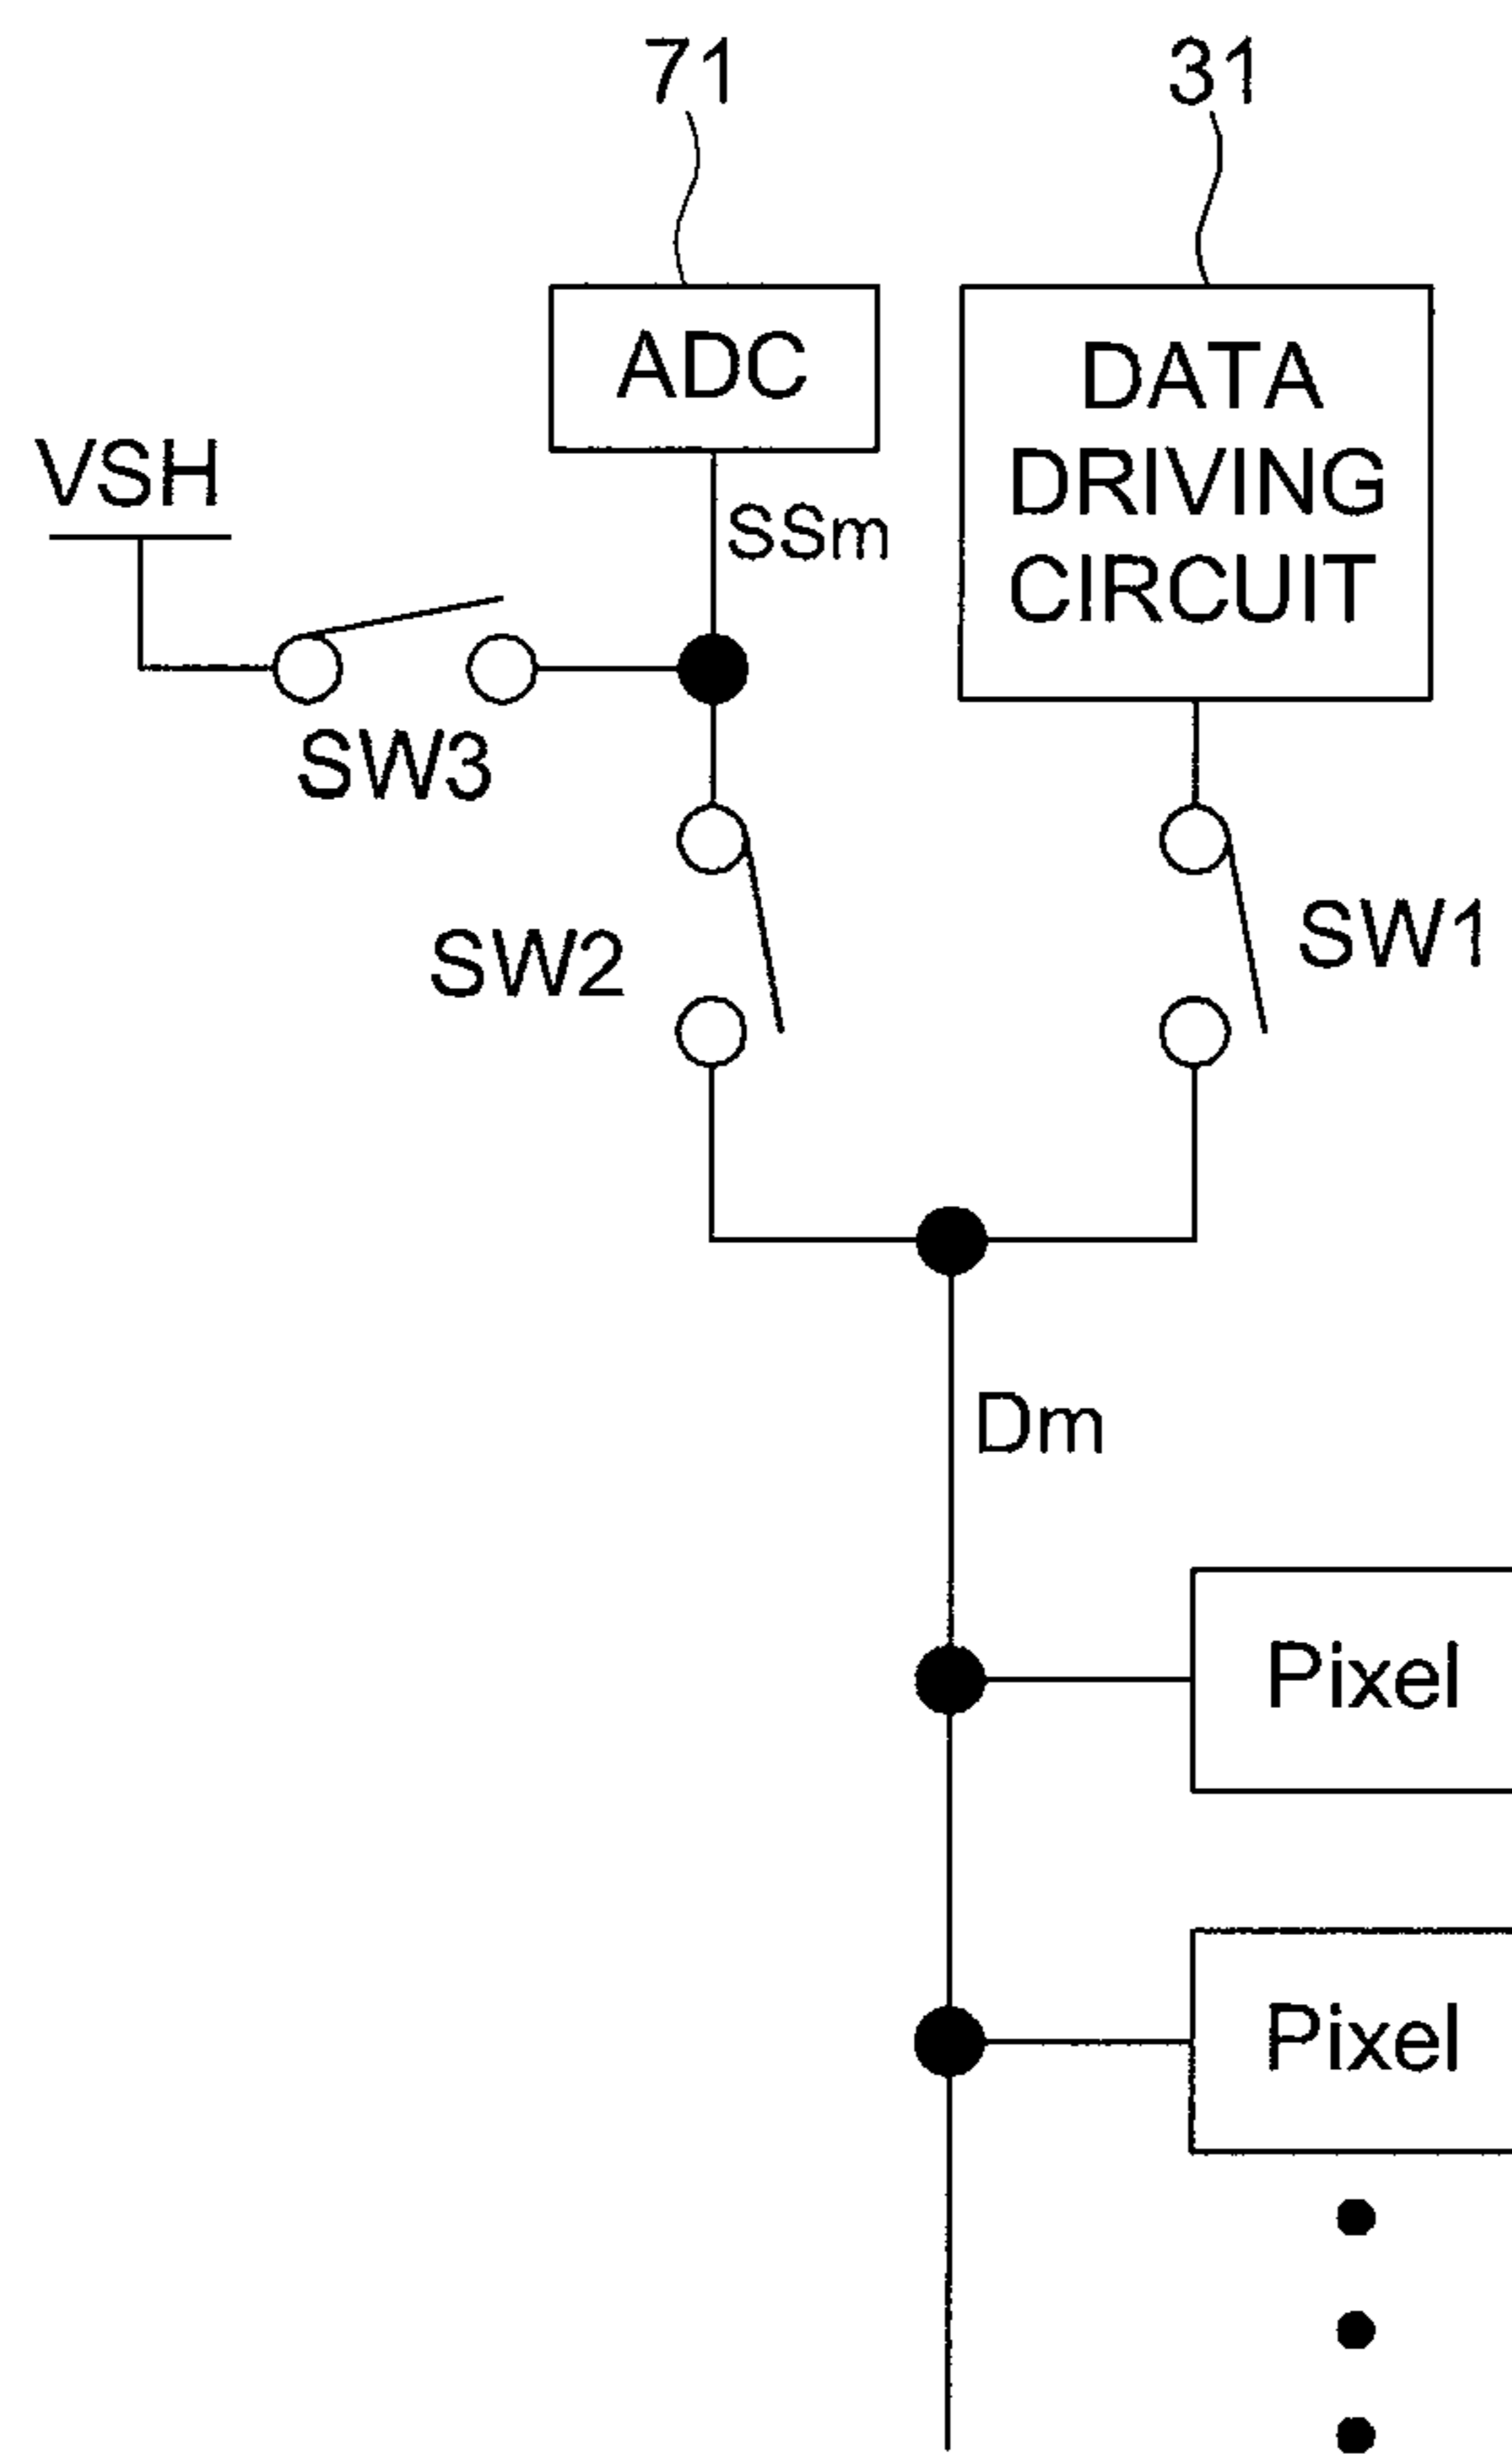 71
31
ADC
DATA
DRIVING
CIRCUIT
VSH
SSm
SW3
SW2
SW1
Dm
Pixel
Pixel